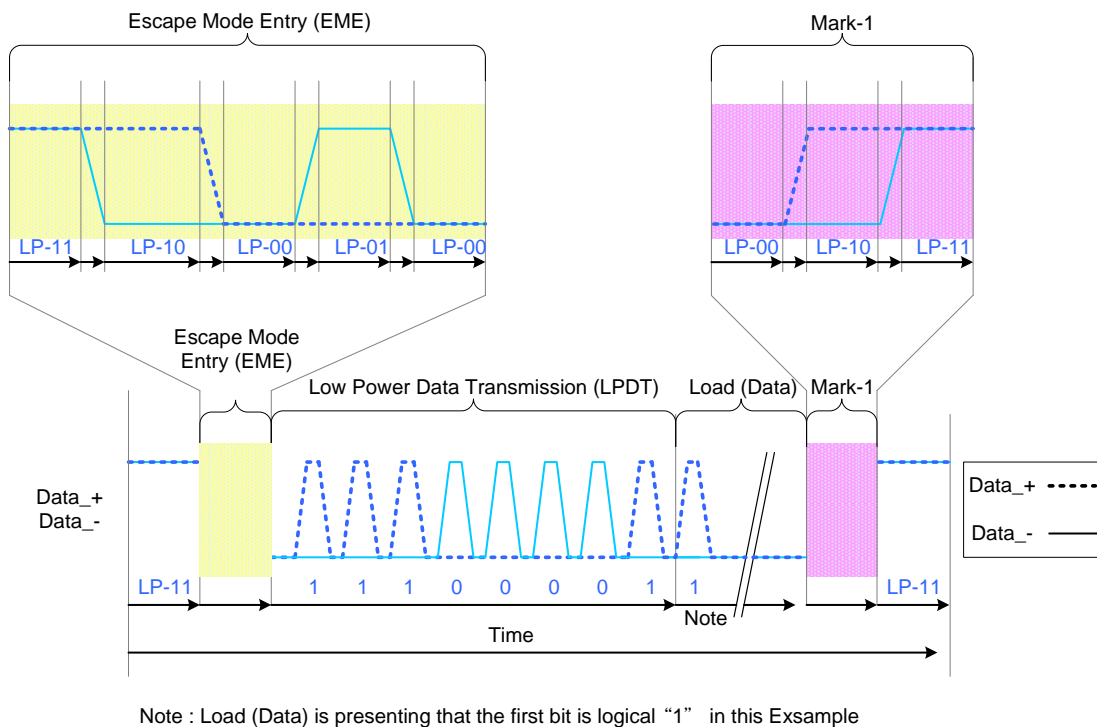 Escape Mode Entry (EME)
Mark-1
LP-11 LP-10 LP-00 LP-01 LP-00
LP-00 LP-10 LP-11
Escape Mode
Entry (EME)
Low Power Data Transmission (LPDT)
Load (Data)
Mark-1
Data_+
Data_-
Data_+
Data_-
LP-11 1 1 1 0 0 0 0 1 1 LP-11
Note
Time
Note : Load (Data) is presenting that the first bit is logical “1” in this Exsample